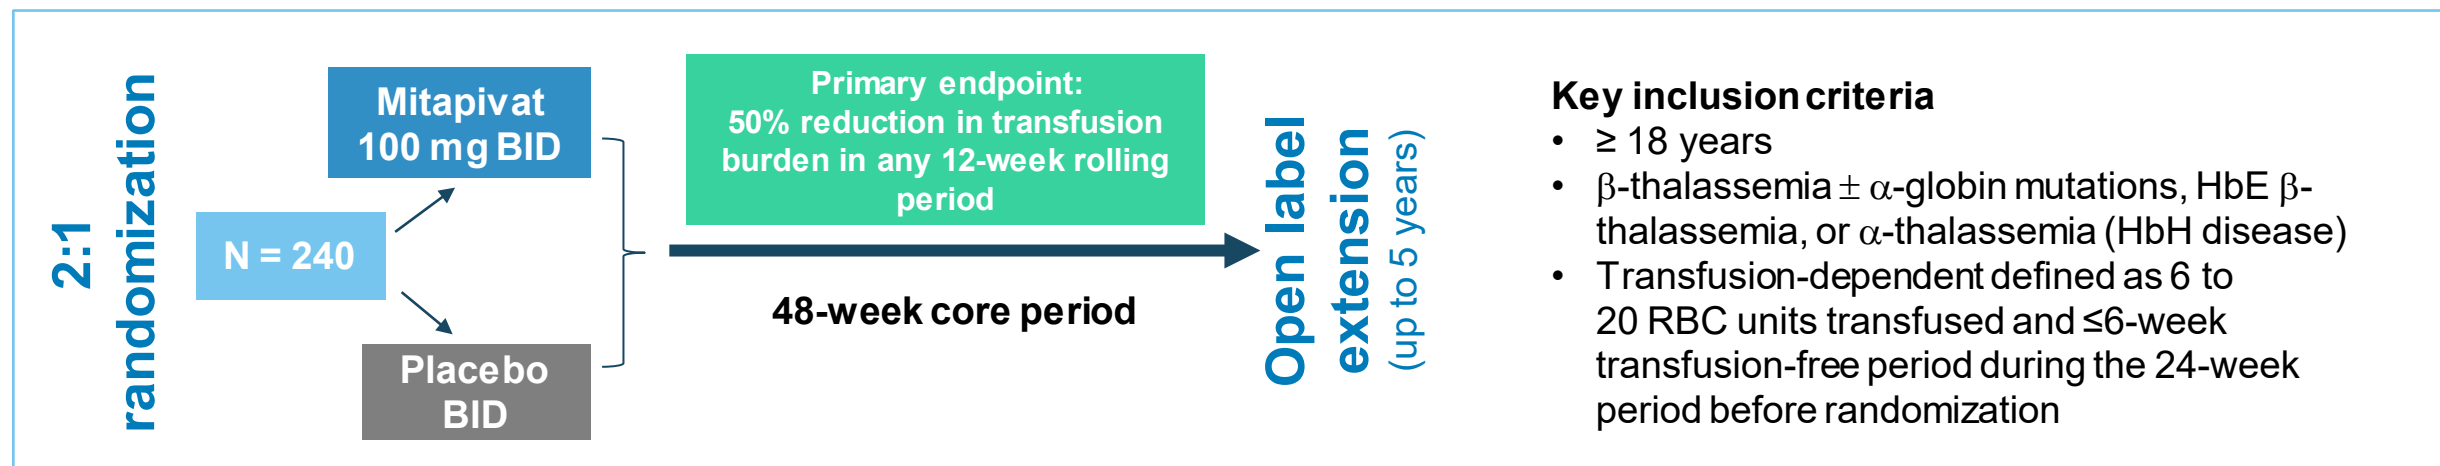 2:1
randomization
N = 240
Mitapivat
100 mg BID
Placebo
BID
Primary endpoint:
50% reduction in transfusion
burden in any 12-week rolling
period
48-week core period
Open label
extension
(up to 5 years)
Key inclusion criteria
• ≥ 18 years
• β-thalassemia ± α-globin mutations, HbE β-
thalassemia, or α-thalassemia (HbH disease)
• Transfusion-dependent defined as 6 to
20 RBC units transfused and ≤6-week
transfusion-free period during the 24-week
period before randomization